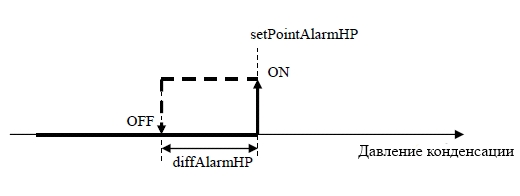 setPointAlarmHP
ON
OFF
diffAlarmHP
Давление конденсации